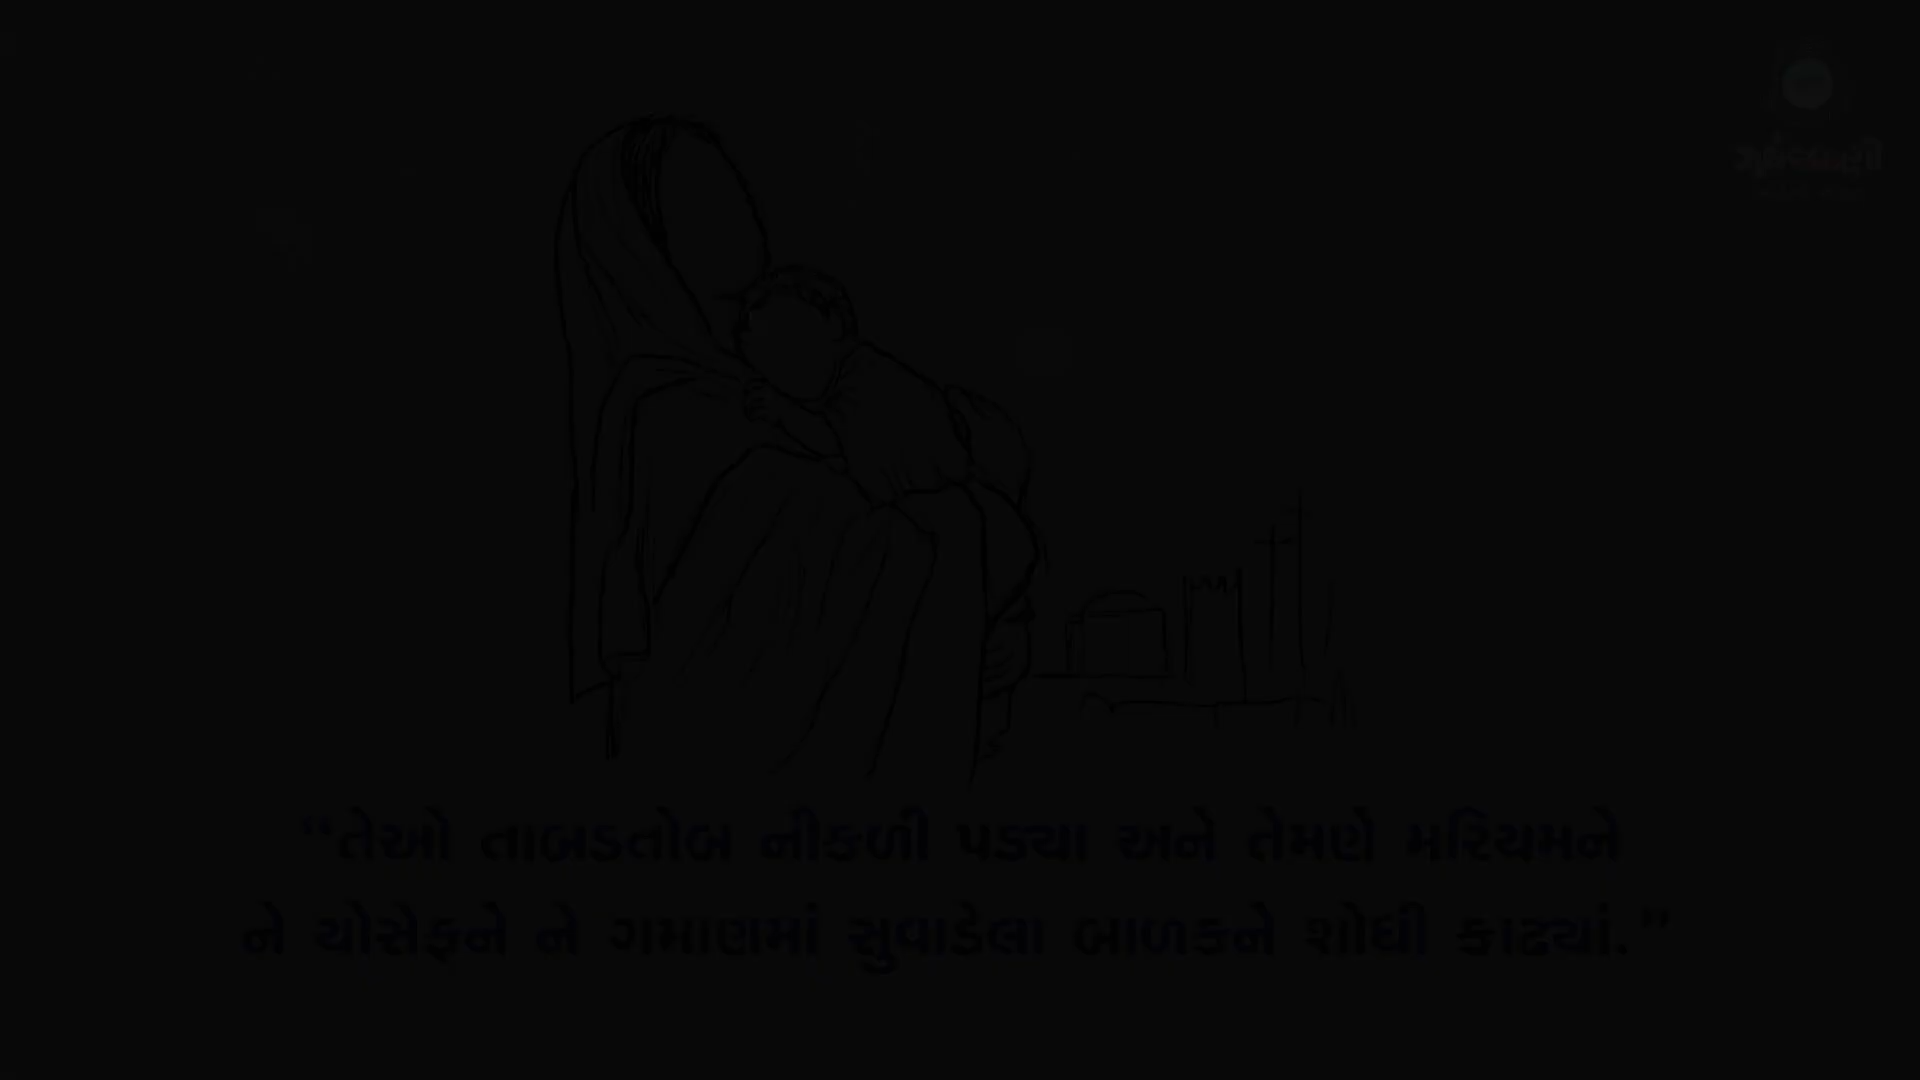 “તેઓ તાબડતોબ નીકળી પડ્યા અને તેમણે મરિયમને
ને યોસેફને ને ગમાણમાં સુવાડેલા બાળકને શોધી કાઢ્યાં.”